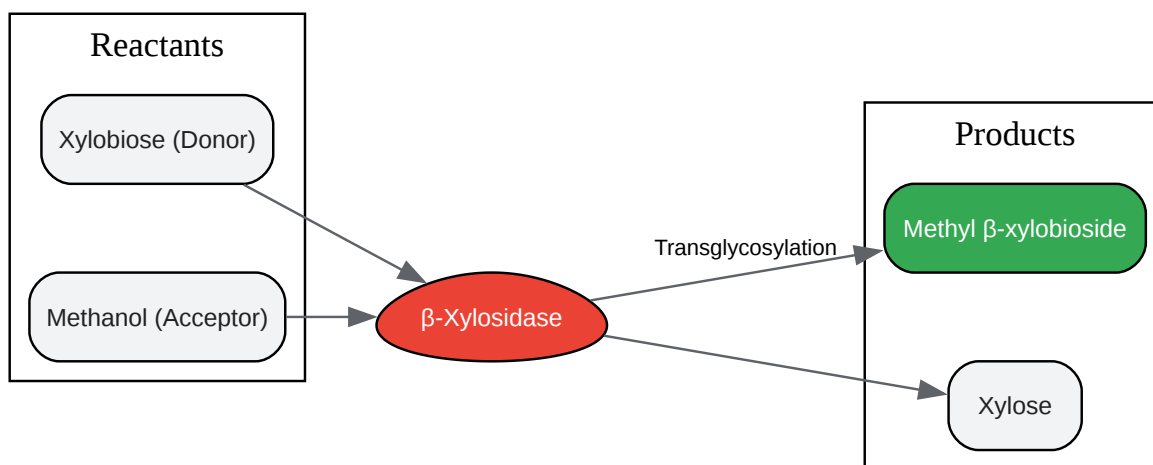 Reactants
Xylobiose (Donor)
Methanol (Acceptor)
β-Xylosidase
Transglycosylation
Products
Methyl β-xylobioside
Xylose